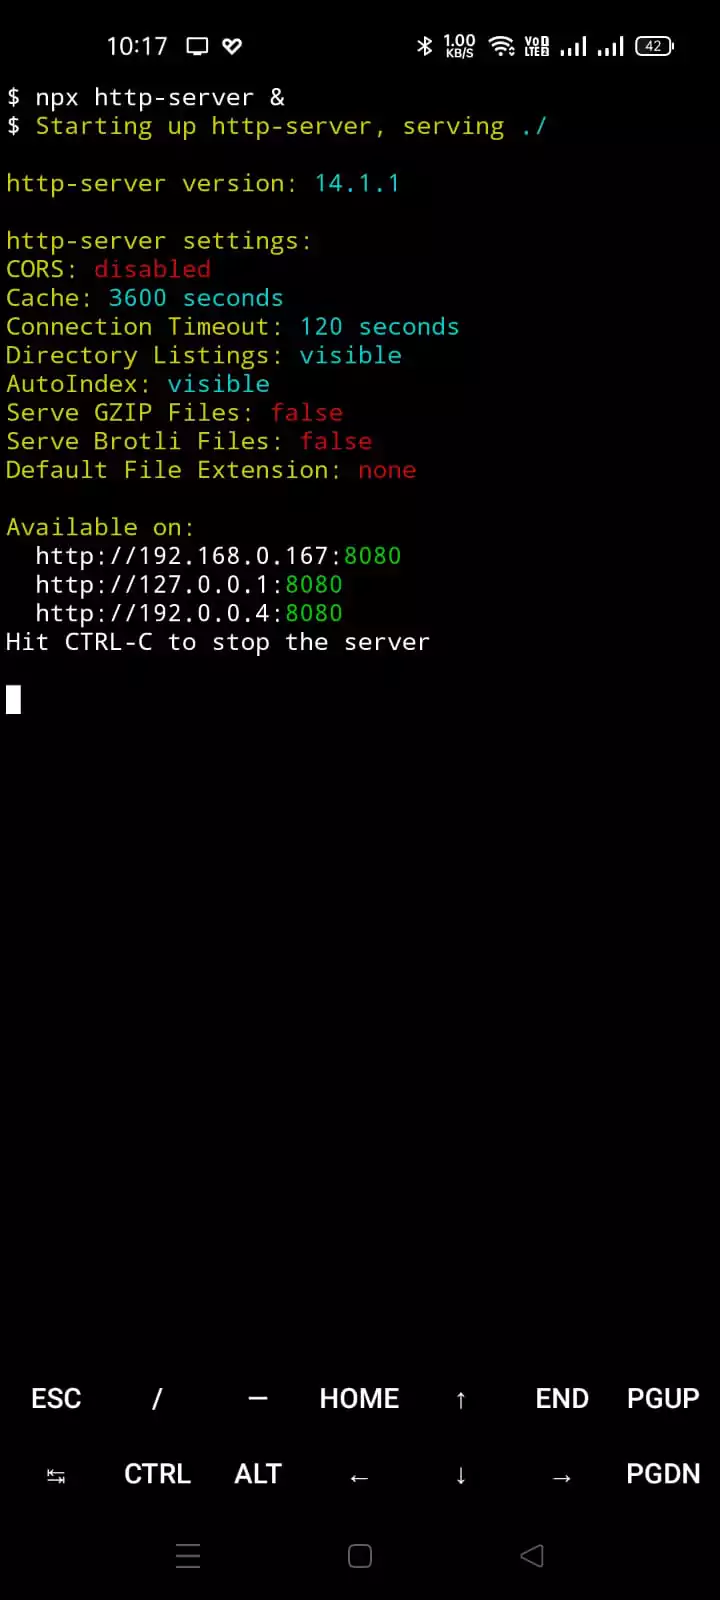 10:17 1.00 KB/S VoD LTE2 42
$ npx http-server &
$ Starting up http-server, serving ./
http-server version: 14.1.1
http-server settings:
CORS: disabled
Cache: 3600 seconds
Connection Timeout: 120 seconds
Directory Listings: visible
AutoIndex: visible
Serve GZIP Files: false
Serve Brotli Files: false
Default File Extension: none
Available on:
http://192.168.0.167:8080
http://127.0.0.1:8080
http://192.0.0.4:8080
Hit CTRL-C to stop the server
ESC / — HOME ↑ END PGUP
↹ CTRL ALT ← ↓ → PGDN